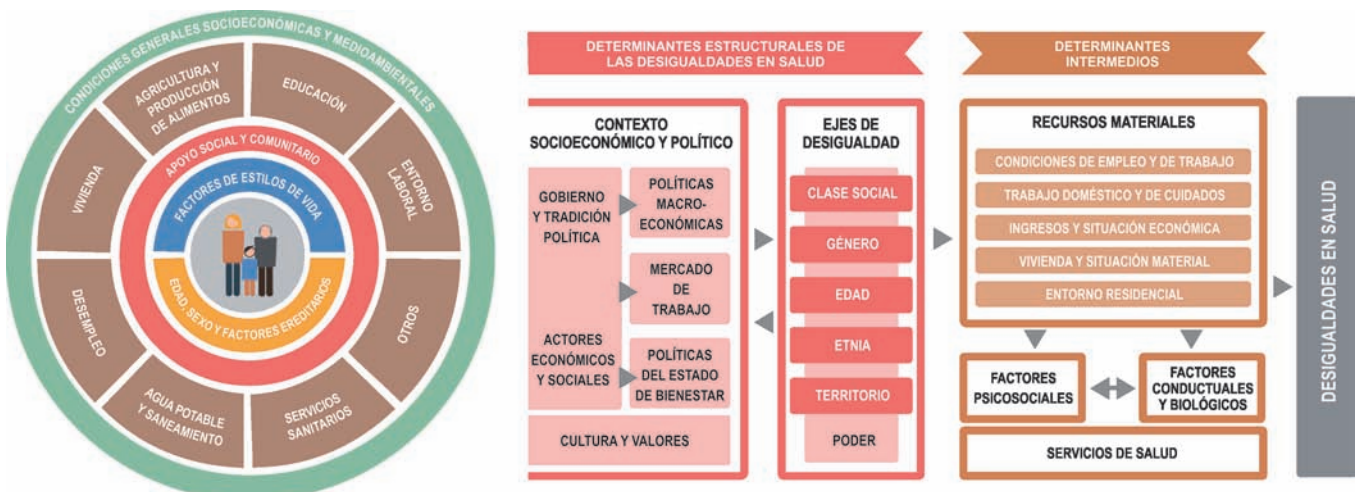 CONDICIONES GENERALES SOCIOECONÓMICAS Y MEDIOAMBIENTALES
AGRICULTURA Y
PRODUCCIÓN
DE ALIMENTOS
EDUCACIÓN
VIVIENDA
ENTORNO
LABORAL
DESEMPLEO
OTROS
AGUA POTABLE
Y SANEAMIENTO
SERVICIOS
SANITARIOS
APOYO SOCIAL Y COMUNITARIO
FACTORES DE ESTILOS DE VIDA
EDAD, SEXO Y FACTORES EREDITARIOS
DETERMINANTES ESTRUCTURALES DE
LAS DESIGUALDADES EN SALUD
CONTEXTO
SOCIOECONÓMICO Y POLÍTICO
GOBIERNO
Y TRADICIÓN
POLÍTICA
ACTORES
ECONÓMICOS
Y SOCIALES
POLÍTICAS
MACRO-
ECONÓMICAS
MERCADO
DE
TRABAJO
POLÍTICAS
DEL ESTADO
DE BIENESTAR
CULTURA Y VALORES
EJES DE
DESIGUALDAD
CLASE SOCIAL
GÉNERO
EDAD
ETNIA
TERRITORIO
PODER
DETERMINANTES
INTERMEDIOS
RECURSOS MATERIALES
CONDICIONES DE EMPLEO Y DE TRABAJO
TRABAJO DOMÉSTICO Y DE CUIDADOS
INGRESOS Y SITUACIÓN ECONÓMICA
VIVIENDA Y SITUACIÓN MATERIAL
ENTORNO RESIDENCIAL
FACTORES
PSICOSOCIALES
FACTORES
CONDUCTUALES
Y BIOLÓGICOS
SERVICIOS DE SALUD
DESIGUALDADES EN SALUD